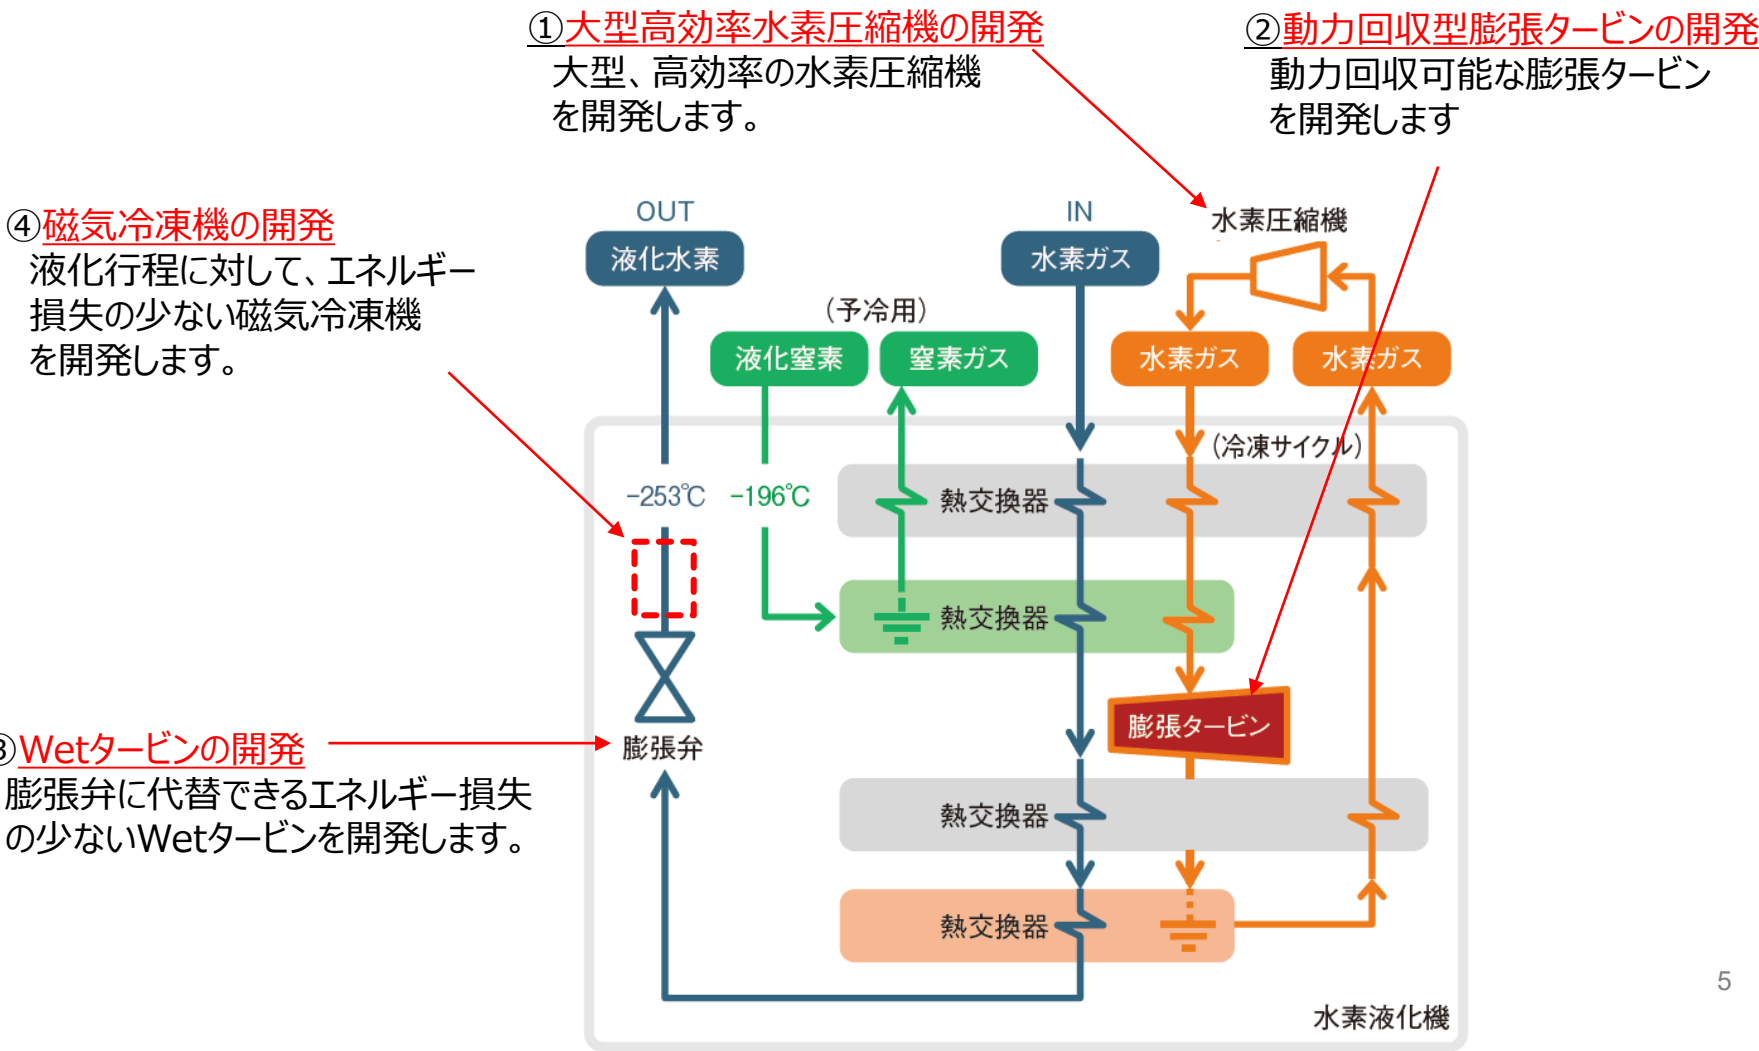 ①大型高効率水素圧縮機の開発
大型、高効率の水素圧縮機
を開発します。
②動力回収型膨張タービンの開発
動力回収可能な膨張タービン
を開発します
④磁気冷凍機の開発
液化行程に対して、エネルギー
損失の少ない磁気冷凍機
を開発します。
OUT
液化水素
IN
水素ガス
水素圧縮機
(予冷用)
液化窒素
窒素ガス
水素ガス
水素ガス
(冷凍サイクル)
-253℃
-196℃
熱交換器
熱交換器
膨張タービン
③Wetタービンの開発
膨張弁に代替できるエネルギー損失
の少ないWetタービンを開発します。
膨張弁
熱交換器
熱交換器
水素液化機
5